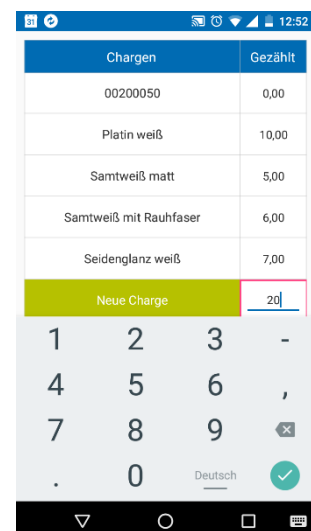 31 12:52
Chargen Gezählt
00200050 0,00
Platin weiß 10,00
Samtweiß matt 5,00
Samtweiß mit Rauhfaser 6,00
Seidenglanz weiß 7,00
Neue Charge 20
1 2 3 -
4 5 6 ,
7 8 9
. 0 Deutsch